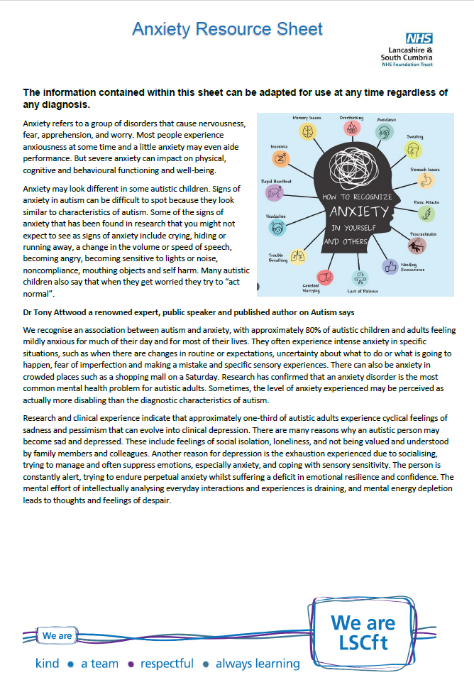 Anxiety Resource Sheet
NHS
Lancashire &
South Cumbria
NHS Foundation Trust
The information contained within this sheet can be adapted for use at any time regardless of
any diagnosis.
Anxiety refers to a group of disorders that cause nervousness,
fear, apprehension, and worry. Most people experience
anxiousness at some time and a little anxiety may even aide
performance. But severe anxiety can impact on physical,
cognitive and behavioural functioning and well-being.
Anxiety may look different in some autistic children. Signs of
anxiety in autism can be difficult to spot because they look
similar to characteristics of autism. Some of the signs of
anxiety that has been found in research that you might not
expect to see as signs of anxiety include crying, hiding or
running away, a change in the volume or speed of speech,
becoming angry, becoming sensitive to lights or noise,
noncompliance, mouthing objects and self harm. Many autistic
children also say that when they get worried they try to "act
normal".
Memory Issues
Overthinking
Avoidance
Sweating
Stomach Issues
Panic Attacks
Procrastination
Needing
Reassurance
Lack of Patience
Constant
Worrying
Trouble
Breathing
Headaches
Rapid Heartbeat
Insomnia
HOW TO RECOGNIZE
ANXIETY
IN YOURSELF
AND OTHERS
Dr Tony Attwood a renowned expert, public speaker and published author on Autism says
We recognise an association between autism and anxiety, with approximately 80% of autistic children and adults feeling
mildly anxious for much of their day and for most of their lives. They often experience intense anxiety in specific
situations, such as when there are changes in routine or expectations, uncertainty about what to do or what is going to
happen, fear of imperfection and making a mistake and specific sensory experiences. There can also be anxiety in
crowded places such as a shopping mall on a Saturday. Research has confirmed that an anxiety disorder is the most
common mental health problem for autistic adults. Sometimes, the level of anxiety experienced may be perceived as
actually more disabling than the diagnostic characteristics of autism.
Research and clinical experience indicate that approximately one-third of autistic adults experience cyclical feelings of
sadness and pessimism that can evolve into clinical depression. There are many reasons why an autistic person may
become sad and depressed. These include feelings of social isolation, loneliness, and not being valued and understood
by family members and colleagues. Another reason for depression is the exhaustion experienced due to socialising,
trying to manage and often suppress emotions, especially anxiety, and coping with sensory sensitivity. The person is
constantly alert, trying to endure perpetual anxiety whilst suffering a deficit in emotional resilience and confidence. The
mental effort of intellectually analysing everyday interactions and experiences is draining, and mental energy depletion
leads to thoughts and feelings of despair.
We are
kind • a team • respectful • always learning
We are
LSCft